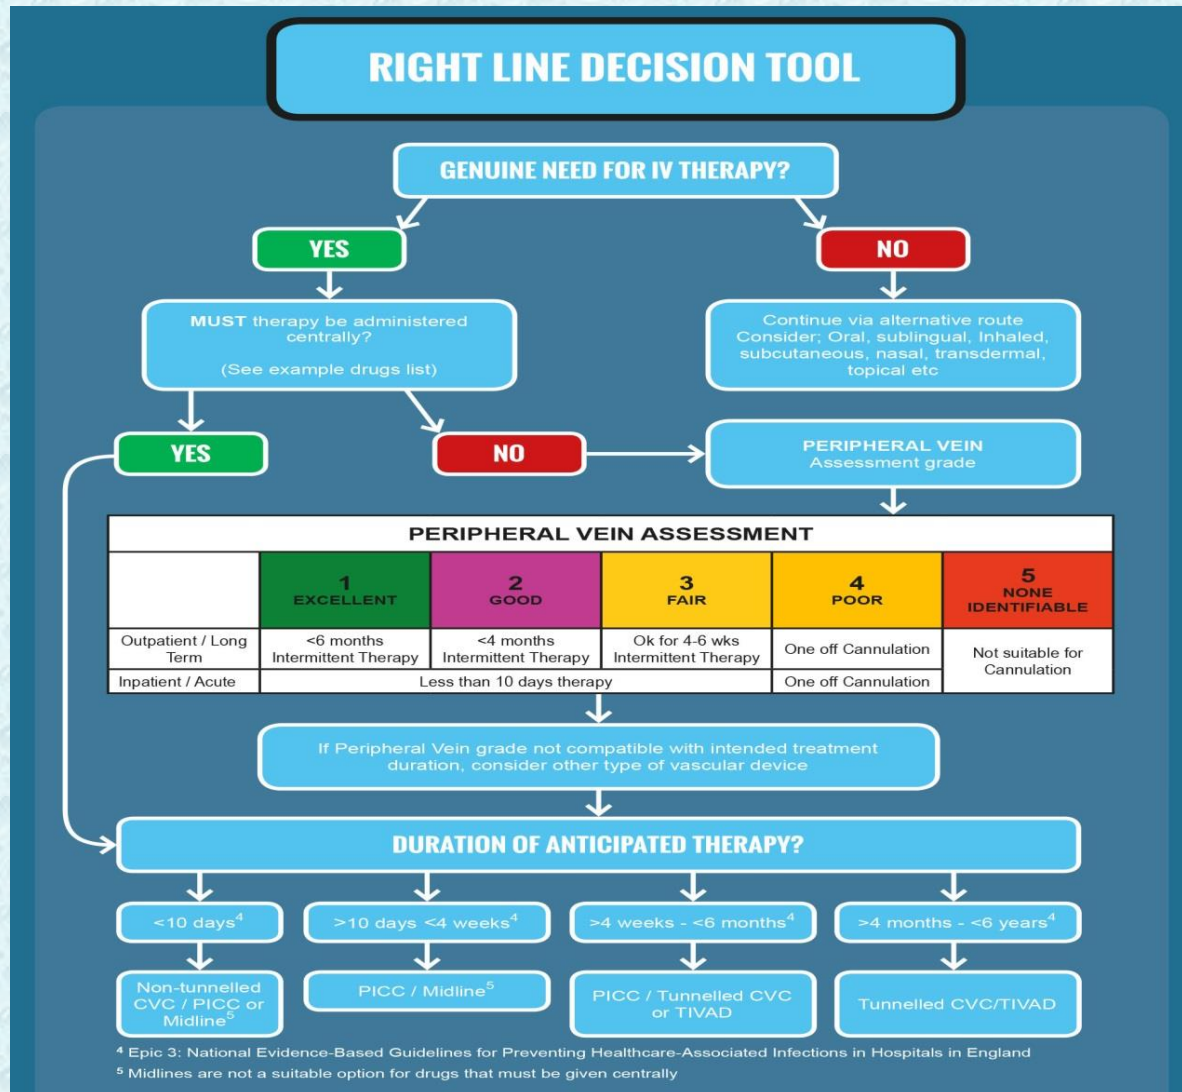 RIGHT LINE DECISION TOOL
GENUINE NEED FOR IV THERAPY?
YES
NO
MUST therapy be administered
centrally?
(See example drugs list)
Continue via alternative route
Consider; Oral, sublingual, Inhaled,
subcutaneous, nasal, transdermal,
topical etc
YES
NO
PERIPHERAL VEIN
Assessment grade
PERIPHERAL VEIN ASSESSMENT
1
EXCELLENT
2
GOOD
3
FAIR
4
POOR
5
NONE
IDENTIFIABLE
Outpatient / Long
Term
<6 months
Intermittent Therapy
<4 months
Intermittent Therapy
Ok for 4-6 wks
Intermittent Therapy
One off Cannulation
Not suitable for
Cannulation
Inpatient / Acute
Less than 10 days therapy
One off Cannulation
If Peripheral Vein grade not compatible with intended treatment
duration, consider other type of vascular device
DURATION OF ANTICIPATED THERAPY?
<10 days⁴
>10 days <4 weeks⁴
>4 weeks - <6 months⁴
>4 months - <6 years⁴
Non-tunnelled
CVC / PICC or
Midline⁵
PICC / Midline⁵
PICC / Tunnelled CVC
or TIVAD
Tunnelled CVC/TIVAD
⁴ Epic 3: National Evidence-Based Guidelines for Preventing Healthcare-Associated Infections in Hospitals in England
⁵ Midlines are not a suitable option for drugs that must be given centrally